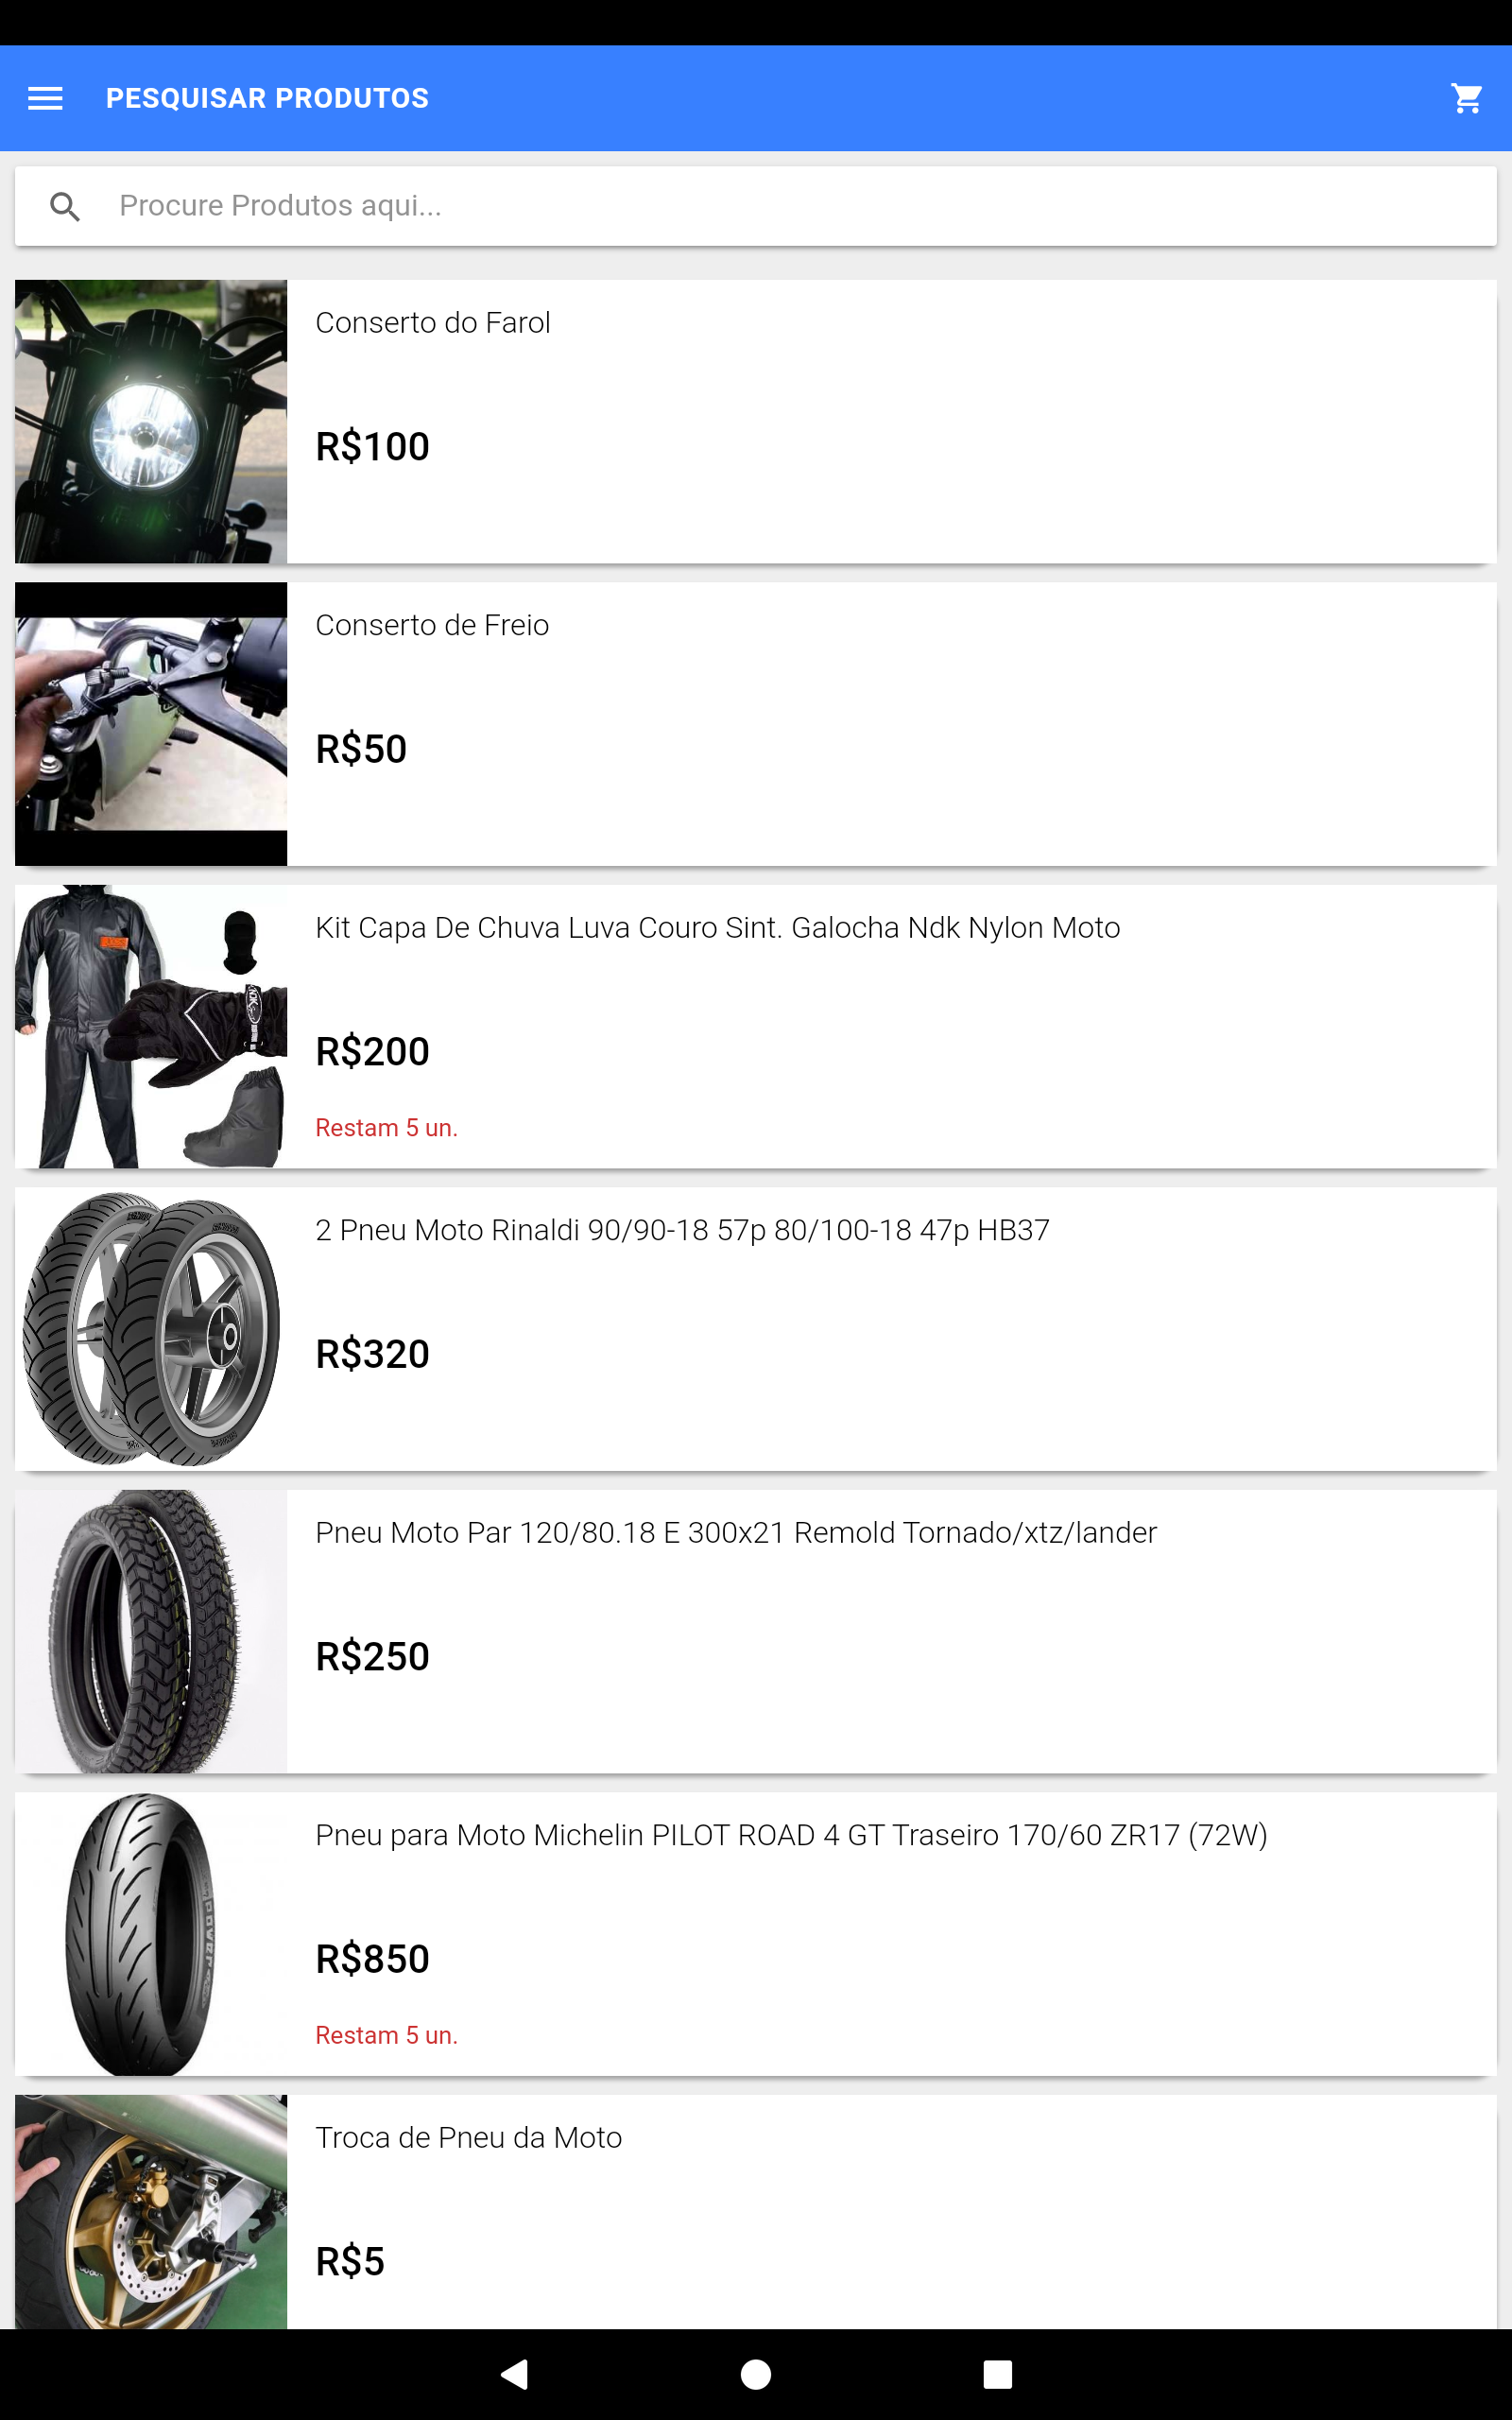 PESQUISAR PRODUTOS
Procure Produtos aqui...
Conserto do Farol
R$100
Conserto de Freio
R$50
Kit Capa De Chuva Luva Couro Sint. Galocha Ndk Nylon Moto
R$200
Restam 5 un.
2 Pneu Moto Rinaldi 90/90-18 57p 80/100-18 47p HB37
R$320
Pneu Moto Par 120/80.18 E 300x21 Remold Tornado/xtz/lander
R$250
Pneu para Moto Michelin PILOT ROAD 4 GT Traseiro 170/60 ZR17 (72W)
R$850
Restam 5 un.
Troca de Pneu da Moto
R$5